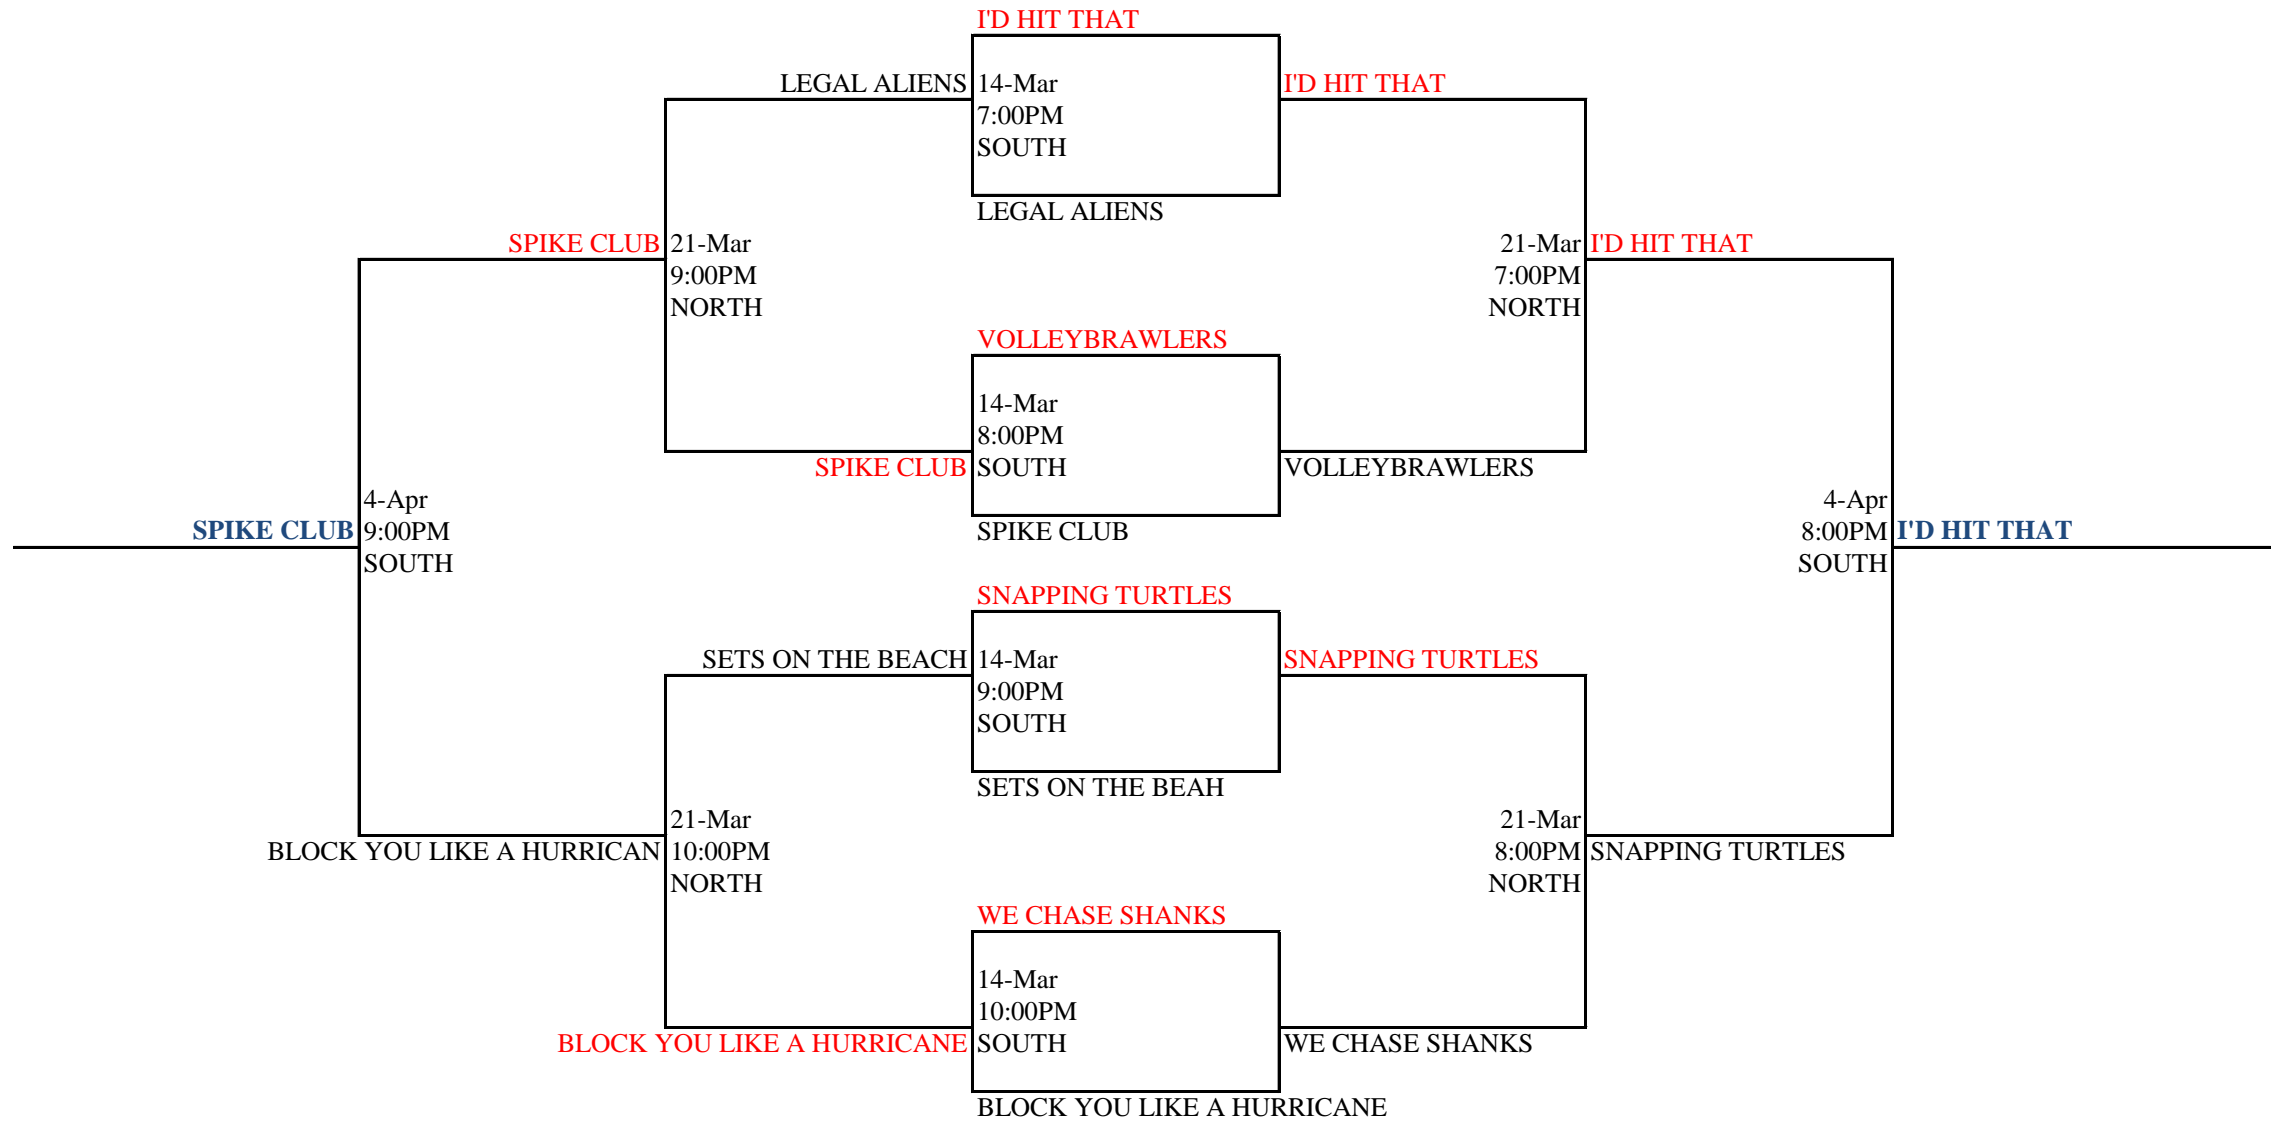 I'D HIT THAT
LEGAL ALIENS 14-Mar I'D HIT THAT
7:00PM
SOUTH
LEGAL ALIENS
SPIKE CLUB 21-Mar 21-Mar I'D HIT THAT
9:00PM 7:00PM
NORTH NORTH
VOLLEYBRAWLERS
14-Mar
8:00PM
SPIKE CLUB SOUTH VOLLEYBRAWLERS
4-Apr 4-Apr
SPIKE CLUB 9:00PM SPIKE CLUB 8:00PM I'D HIT THAT
SOUTH SOUTH
SNAPPING TURTLES
SETS ON THE BEACH 14-Mar SNAPPING TURTLES
9:00PM
SOUTH
SETS ON THE BEAH
21-Mar 21-Mar
BLOCK YOU LIKE A HURRICAN 10:00PM 8:00PM SNAPPING TURTLES
NORTH NORTH
WE CHASE SHANKS
14-Mar
10:00PM
BLOCK YOU LIKE A HURRICANE SOUTH WE CHASE SHANKS
BLOCK YOU LIKE A HURRICANE